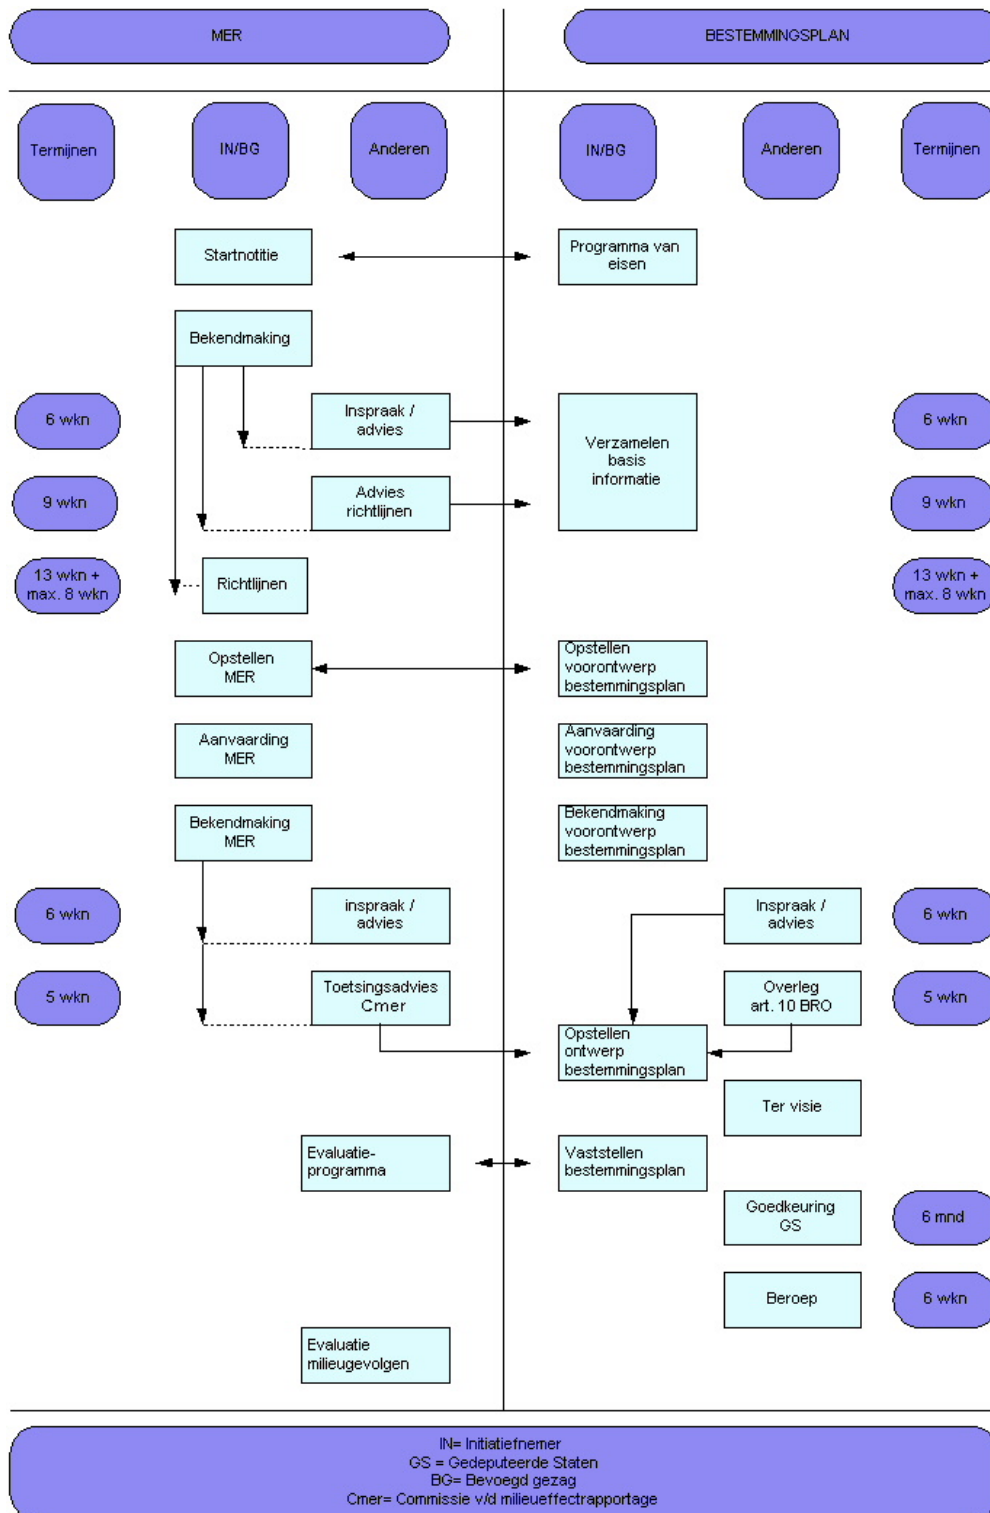 MER
BESTEMMINGSPLAN
Termijnen
IN/BG
Anderen
IN/BG
Anderen
Termijnen
Startnotitie
Programma van
eisen
Bekendmaking
6 wkn
Inspraak /
advies
Verzamelen
basis
informatie
6 wkn
9 wkn
Advies
richtlijnen
9 wkn
13 wkn +
max. 8 wkn
Richtlijnen
13 wkn +
max. 8 wkn
Opstellen
MER
Opstellen
voorontwerp
bestemmingsplan
Aanvaarding
MER
Aanvaarding
voorontwerp
bestemmingsplan
Bekendmaking
MER
Bekendmaking
voorontwerp
bestemmingsplan
6 wkn
inspraak /
advies
Inspraak /
advies
6 wkn
5 wkn
Toetsingsadvies
Cmer
Overleg
art. 10 BRO
5 wkn
Opstellen
ontwerp
bestemmingsplan
Ter visie
Evaluatie-
programma
Vaststellen
bestemmingsplan
Goedkeuring
GS
6 mnd
Beroep
6 wkn
Evaluatie
milieugevolgen
IN= Initiatiefnemer
GS = Gedeputeerde Staten
BG= Bevoegd gezag
Cmer= Commissie v/d milieueffectrapportage